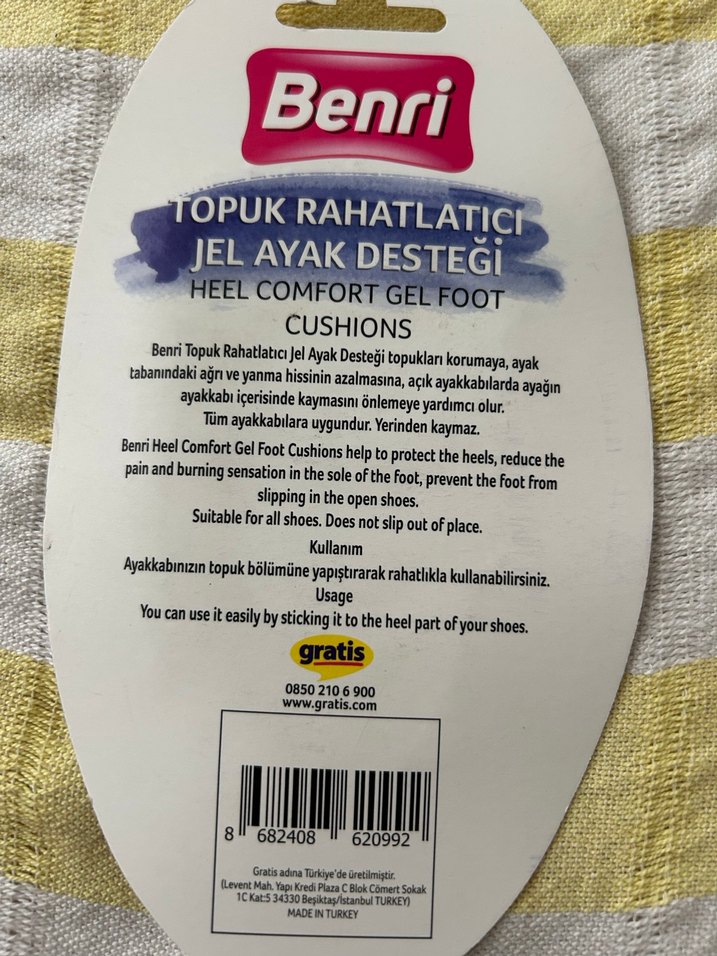 Benri
TOPUK RAHATLATICI
JEL AYAK DESTEĞİ
HEEL COMFORT GEL FOOT
CUSHIONS
Benri Topuk Rahatlatıcı Jel Ayak Desteği topukları korumaya, ayak
tabanındaki ağrı ve yanma hissinin azalmasına, açık ayakkabılarda ayağın
ayakkabı içerisinde kaymasını önlemeye yardımcı olur.
Tüm ayakkabılara uygundur. Yerinden kaymaz.
Benri Heel Comfort Gel Foot Cushions help to protect the heels, reduce the
pain and burning sensation in the sole of the foot, prevent the foot from
slipping in the open shoes.
Suitable for all shoes. Does not slip out of place.
Kullanım
Ayakkabınızın topuk bölümüne yapıştırarak rahatlıkla kullanabilirsiniz.
Usage
You can use it easily by sticking it to the heel part of your shoes.
gratis
0850 210 6 900
www.gratis.com
8 682408 620992
Gratis adına Türkiye'de üretilmiştir.
(Levent Mah. Yapı Kredi Plaza C Blok Cömert Sokak
1C Kat:5 34330 Beşiktaş/Istanbul TURKEY)
MADE IN TURKEY